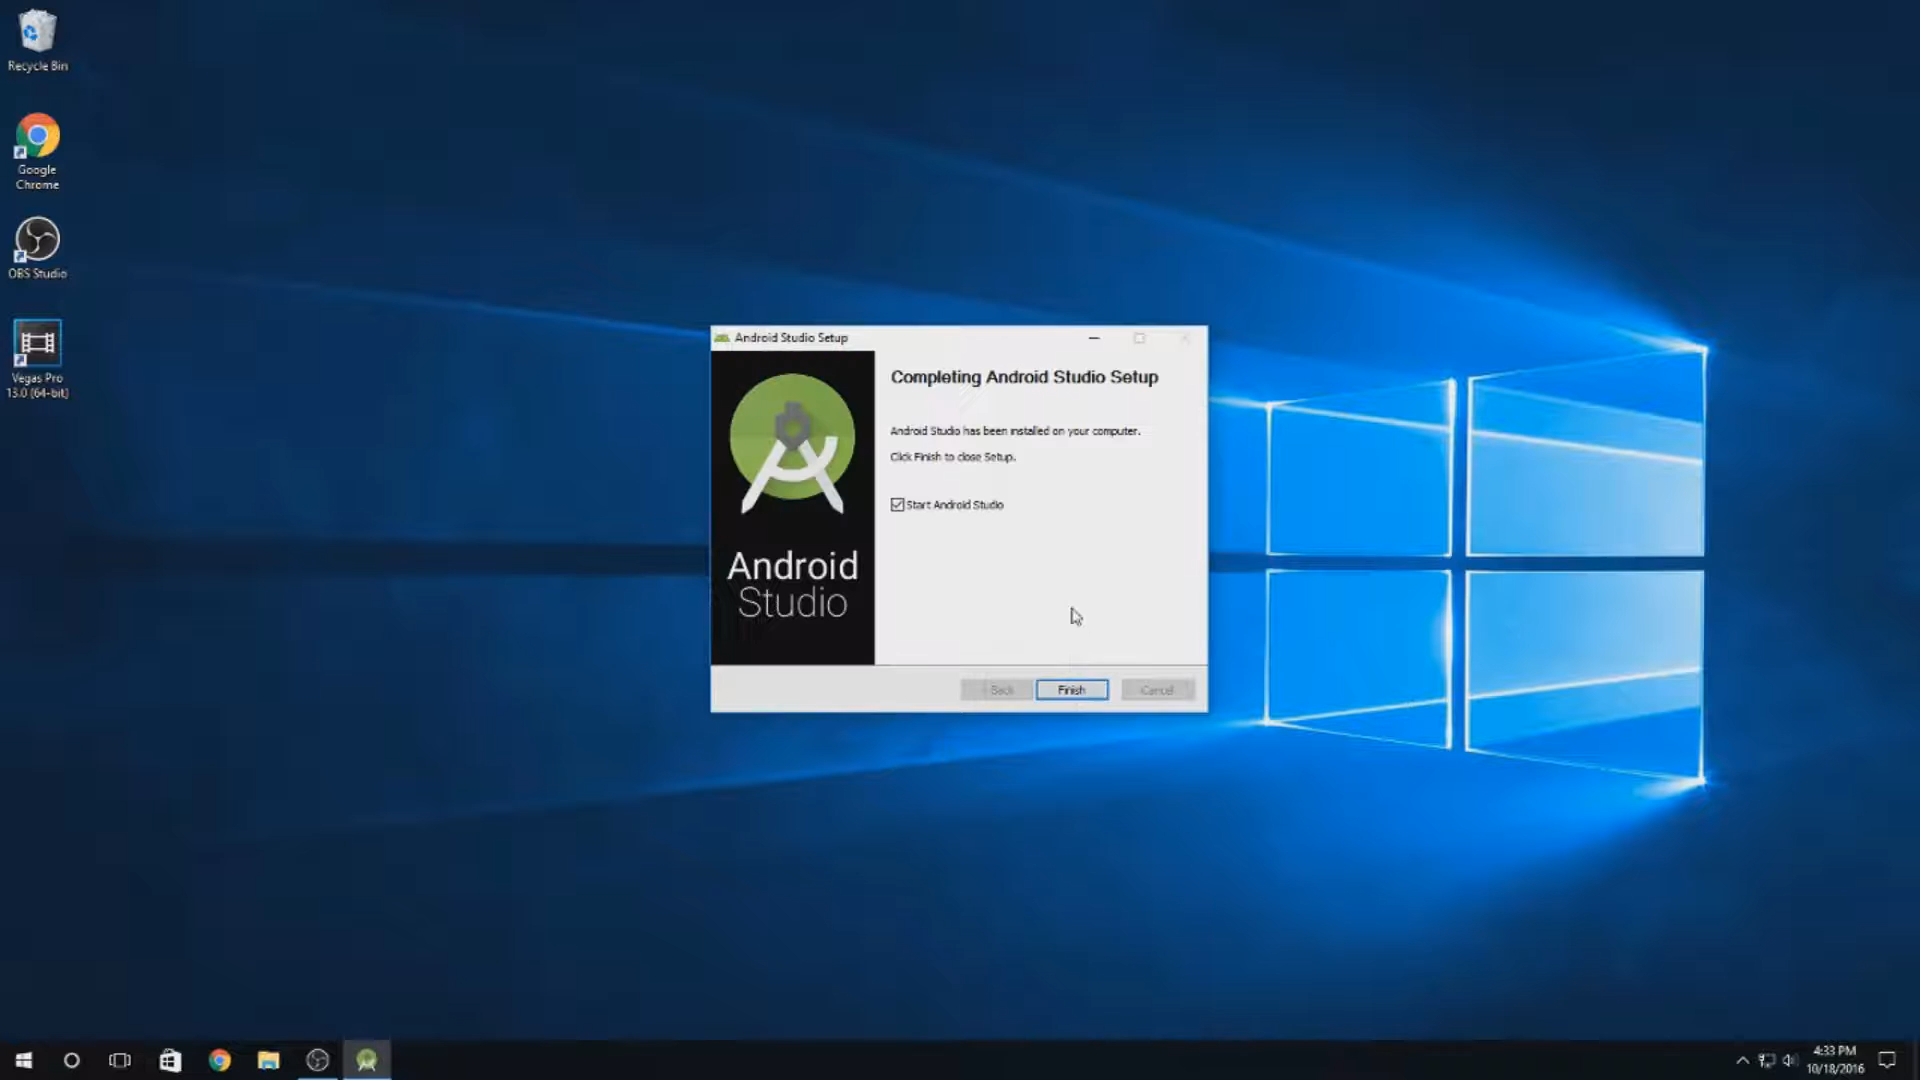 Recycle Bin
Google
Chrome
OBS Studio
Vegas Pro
13.0 (64-bit)
Android Studio Setup
Completing Android Studio Setup
Android Studio has been installed on your computer.
Click Finish to close Setup.
Start Android Studio
Android
Studio
Back
Finish
Cancel
4:33 PM
10/18/2016